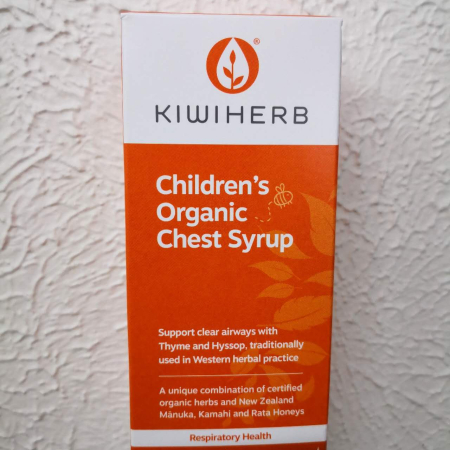 KIWIHERB®
Children's
Organic
Chest Syrup
Support clear airways with
Thyme and Hyssop, traditionally
used in Western herbal practice
A unique combination of certified
organic herbs and New Zealand
Mānuka, Kamahi and Rata Honeys
Respiratory Health